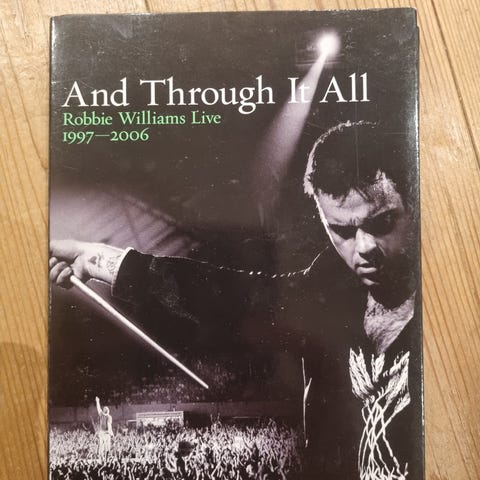 And Through It All
Robbie Williams Live
1997—2006